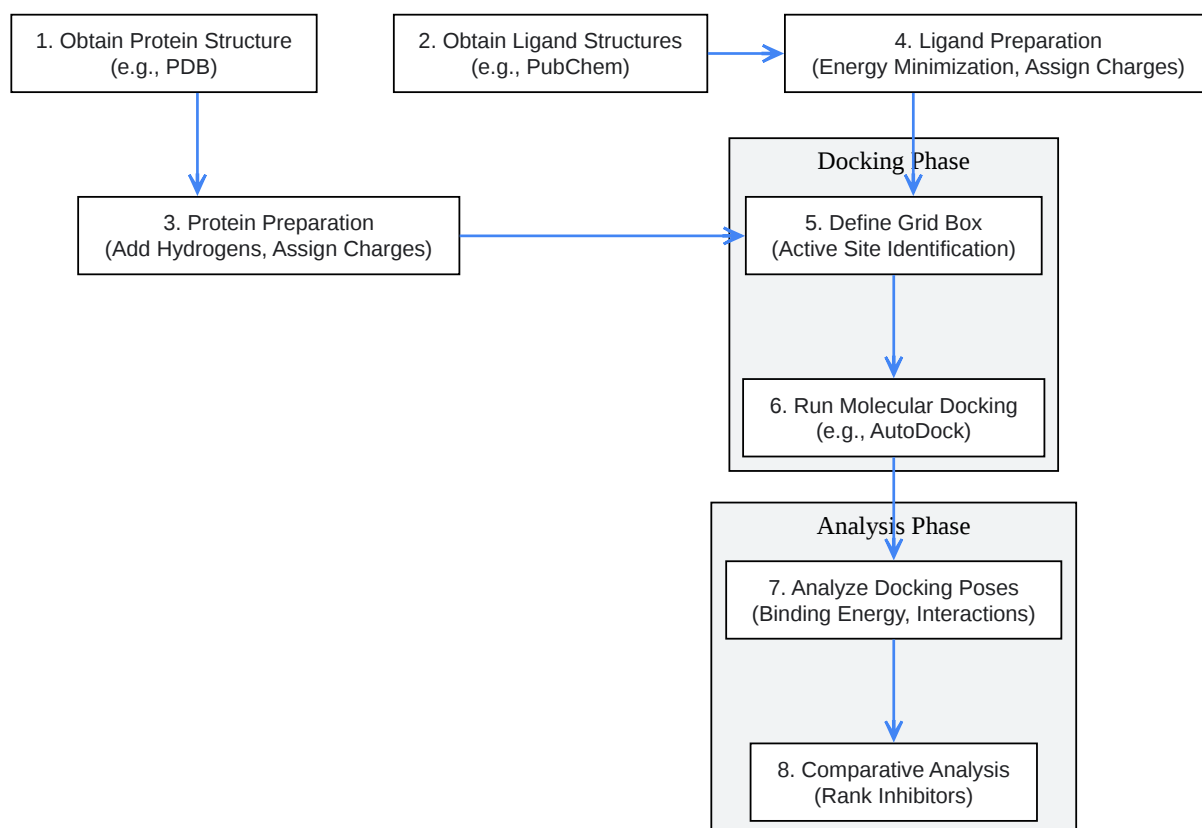 1. Obtain Protein Structure
(e.g., PDB)
2. Obtain Ligand Structures
(e.g., PubChem)
4. Ligand Preparation
(Energy Minimization, Assign Charges)
Docking Phase
3. Protein Preparation
(Add Hydrogens, Assign Charges)
5. Define Grid Box
(Active Site Identification)
6. Run Molecular Docking
(e.g., AutoDock)
Analysis Phase
7. Analyze Docking Poses
(Binding Energy, Interactions)
8. Comparative Analysis
(Rank Inhibitors)